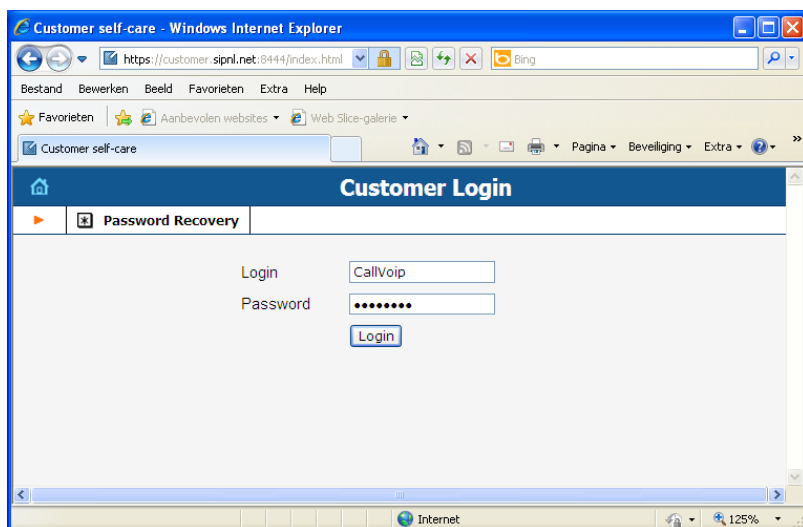 Customer self-care - Windows Internet Explorer
https://customer.sipnl.net:8444/index.html
Bing
Bestand Bewerken Beeld Favorieten Extra Help
Favorieten Aanbevolen websites Web Slice-galerie
Customer self-care Pagina Beveiliging Extra »
Customer Login
Password Recovery
Login CallVoip
Password ••••••••
Login
Internet 125%